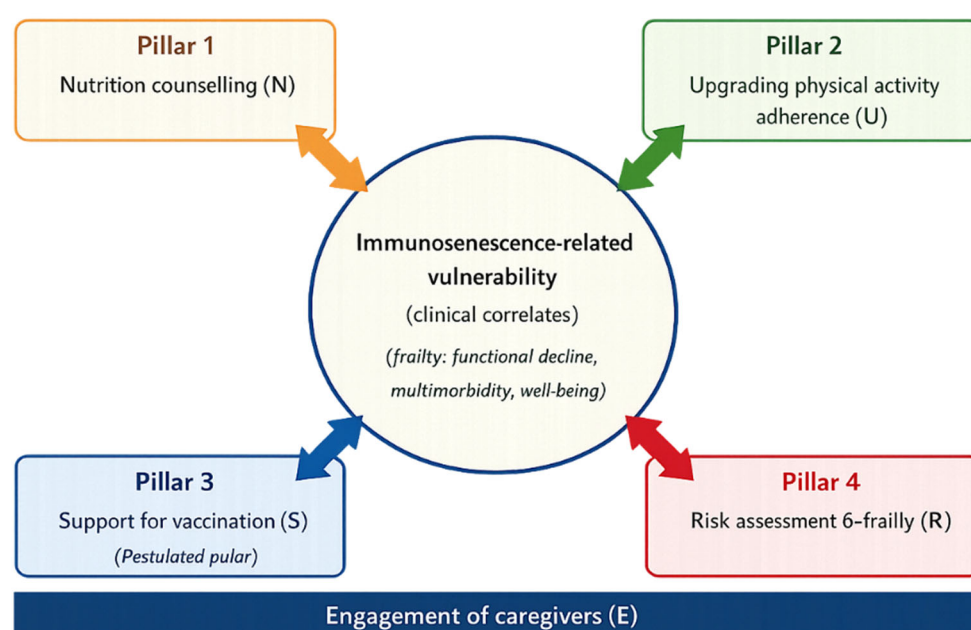 Pillar 1
Nutrition counselling (N)
Pillar 2
Upgrading physical activity
adherence (U)
Immunosenescence-related
vulnerability
(clinical correlates)
(frailty: functional decline,
multimorbidity, well-being)
Pillar 3
Support for vaccination (S)
(Pestulated pular)
Pillar 4
Risk assessment 6-frailly (R)
Engagement of caregivers (E)